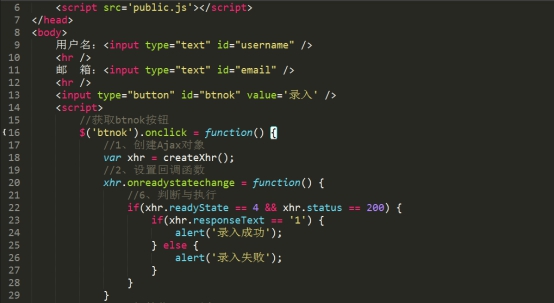 6 <script src='public.js'></script>
7 </head>
8 <body>
9 用户名：<input type="text" id="username" />
10 <hr />
11 邮　箱：<input type="text" id="email" />
12 <hr />
13 <input type="button" id="btnok" value='录入' />
14 <script>
15 //获取btnok按钮
16 $('btnok').onclick = function() {
17 //1、创建Ajax对象
18 var xhr = createXhr();
19 //2、设置回调函数
20 xhr.onreadystatechange = function() {
21 //6、判断与执行
22 if(xhr.readyState == 4 && xhr.status == 200) {
23 if(xhr.responseText == '1') {
24 alert('录入成功');
25 } else {
26 alert('录入失败');
27 }
28 }
29 }